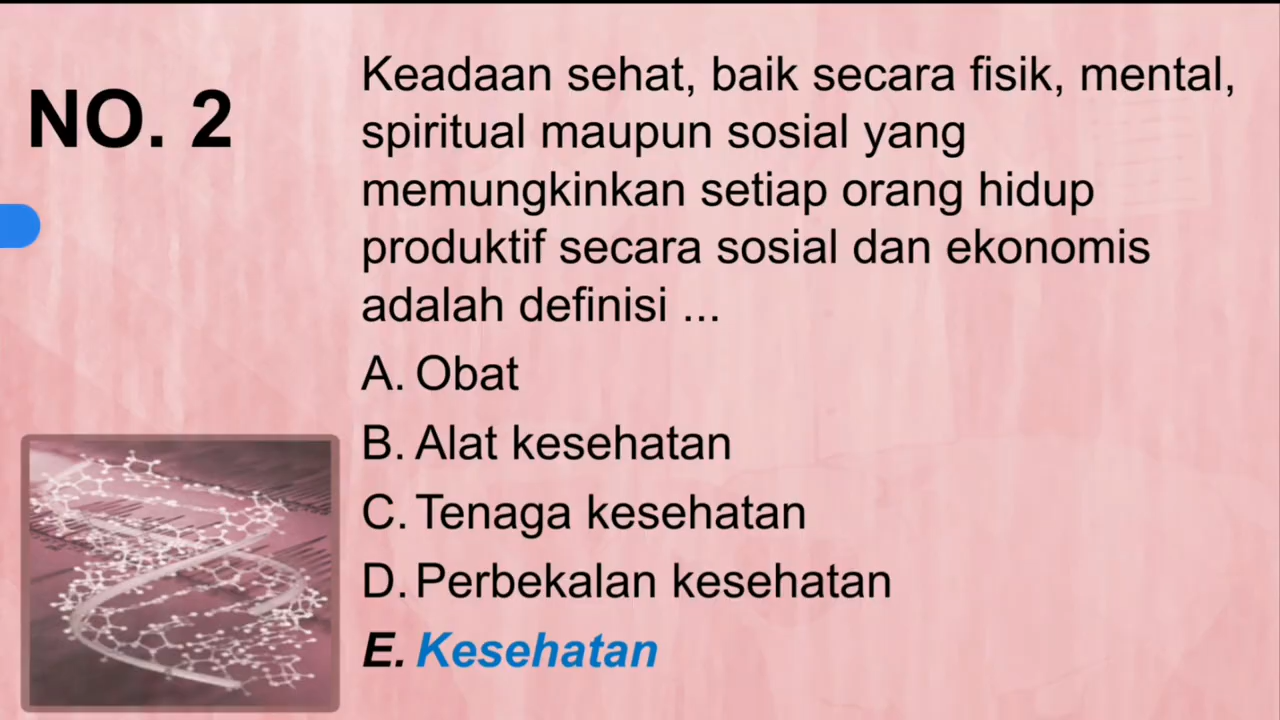 NO. 2
Keadaan sehat, baik secara fisik, mental,
spiritual maupun sosial yang
memungkinkan setiap orang hidup
produktif secara sosial dan ekonomis
adalah definisi ...
A. Obat
B. Alat kesehatan
C. Tenaga kesehatan
D. Perbekalan kesehatan
E. Kesehatan